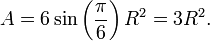 A = 6 sin(π/6) R² = 3R².